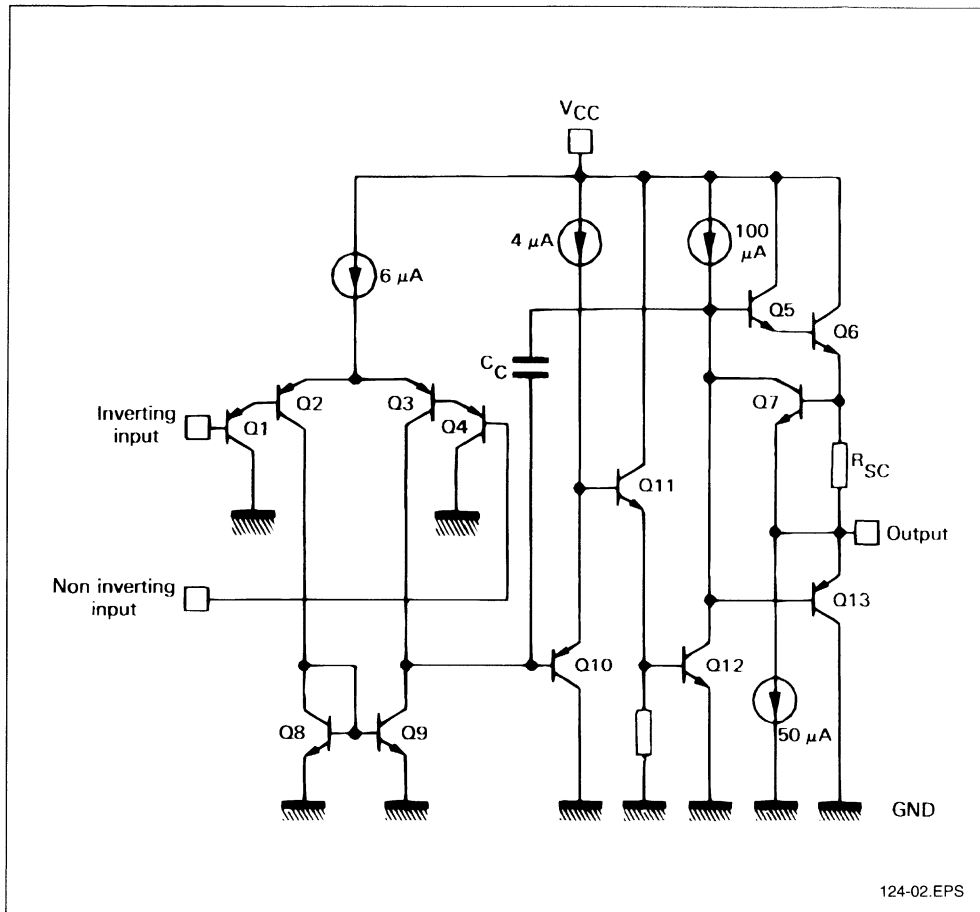 VCC
6 µA
4 µA
100
µA
Q5
Q6
CC
Q2
Q3
Q7
Inverting
input
Q1
Q4
RSC
Q11
Output
Non inverting
input
Q13
Q10
Q12
Q8
Q9
50 µA
GND
124-02.EPS